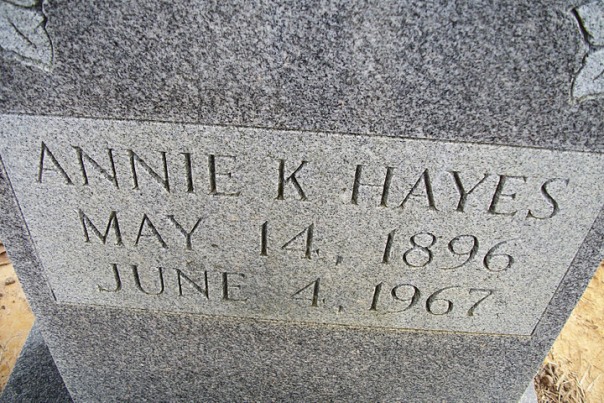 ANNIE K HAYES
MAY 14, 1896
JUNE 4, 1967